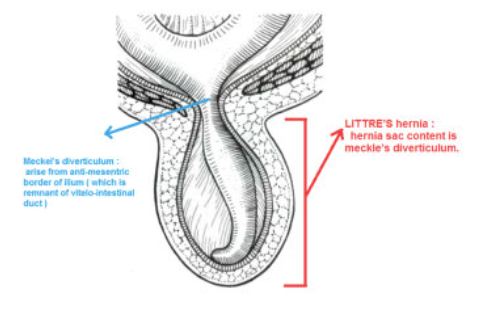 Meckel's diverticulum :
arise from anti-mesentric
border of ilium ( which is
remnant of vitelo-intestinal
duct )
LITTRE'S hernia :
hernia sac content is
meckle's diverticulum.